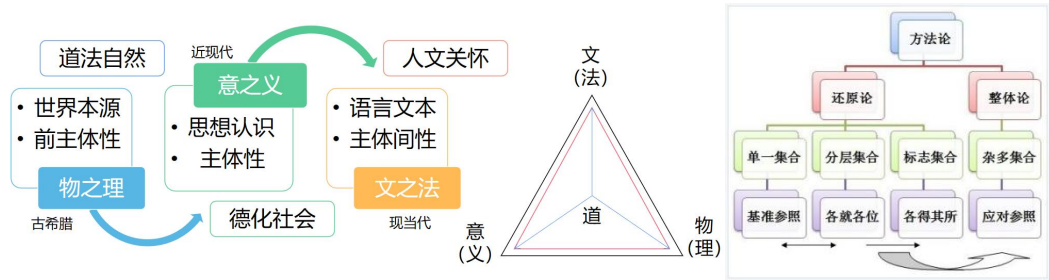 道法自然
近现代
人文关怀
意之义
• 世界本源
• 前主体性
• 思想认识
• 主体性
• 语言文本
• 主体间性
物之理
文之法
古希腊
德化社会
现当代
文
(法)
道
意
(义)
物
(理)
方法论
还原论
整体论
单一集合
分层集合
标志集合
杂多集合
基准参照
各就各位
各得其所
应对参照